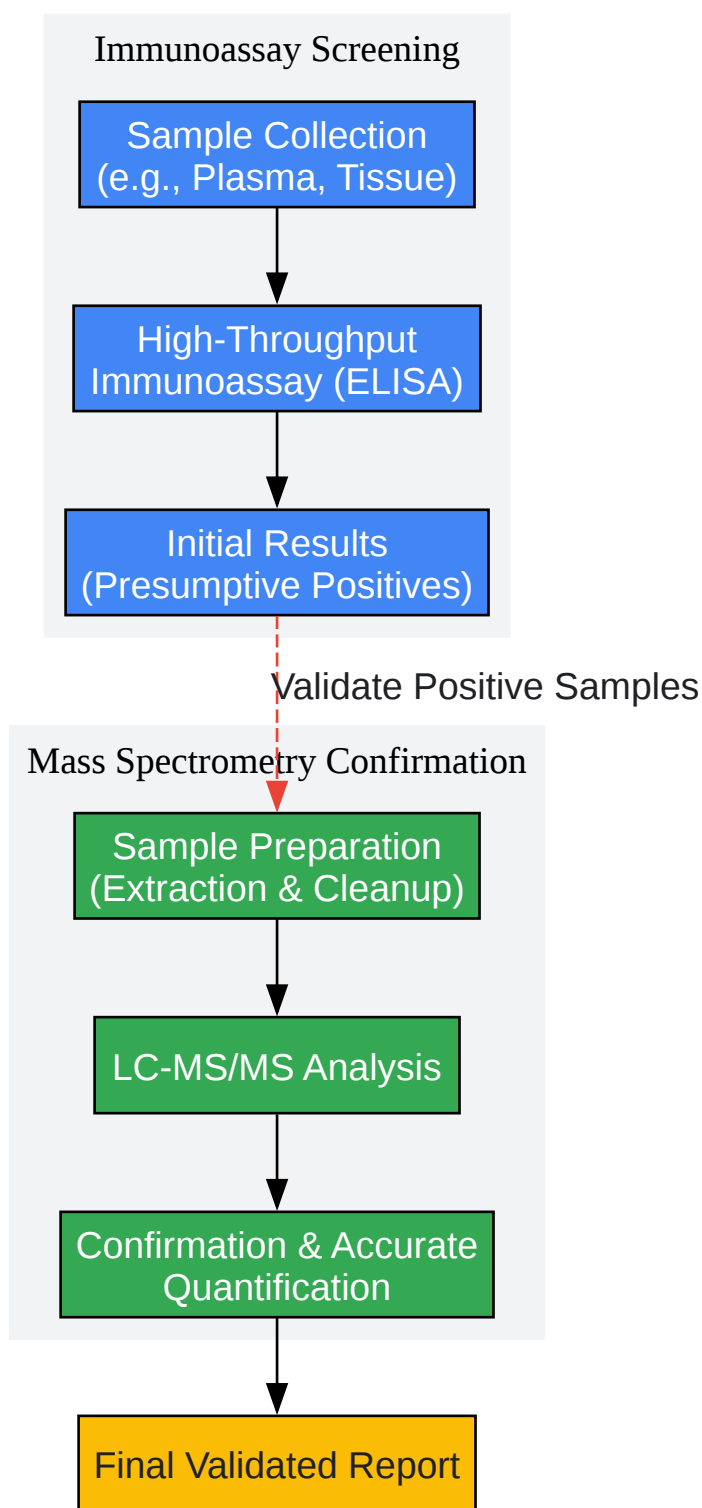 Immunoassay Screening
Sample Collection
(e.g., Plasma, Tissue)
High-Throughput
Immunoassay (ELISA)
Initial Results
(Presumptive Positives)
Validate Positive Samples
Mass Spectrometry Confirmation
Sample Preparation
(Extraction & Cleanup)
LC-MS/MS Analysis
Confirmation & Accurate
Quantification
Final Validated Report